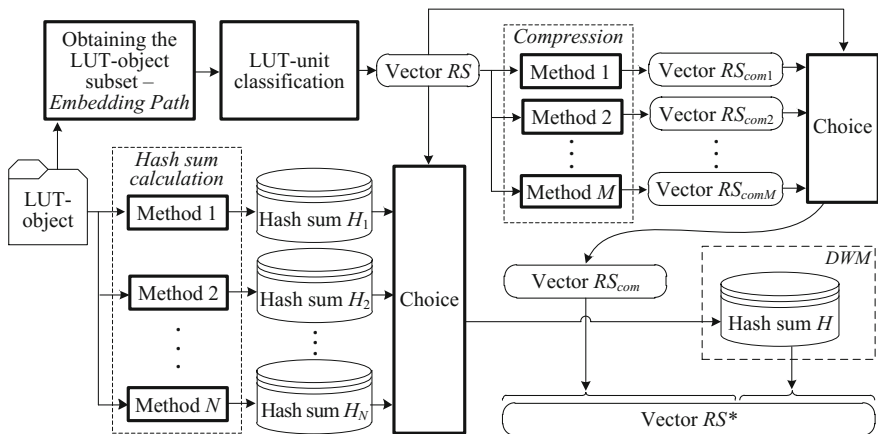 Obtaining the
LUT-object
subset –
Embedding Path
LUT-unit
classification
Vector RS
Compression
Method 1
Method 2
Method M
Vector RScom1
Vector RScom2
Vector RScomM
Choice
LUT-
object
Hash sum
calculation
Method 1
Method 2
Method N
Hash sum H1
Hash sum H2
Hash sum HN
Choice
Vector RScom
DWM
Hash sum H
Vector RS*